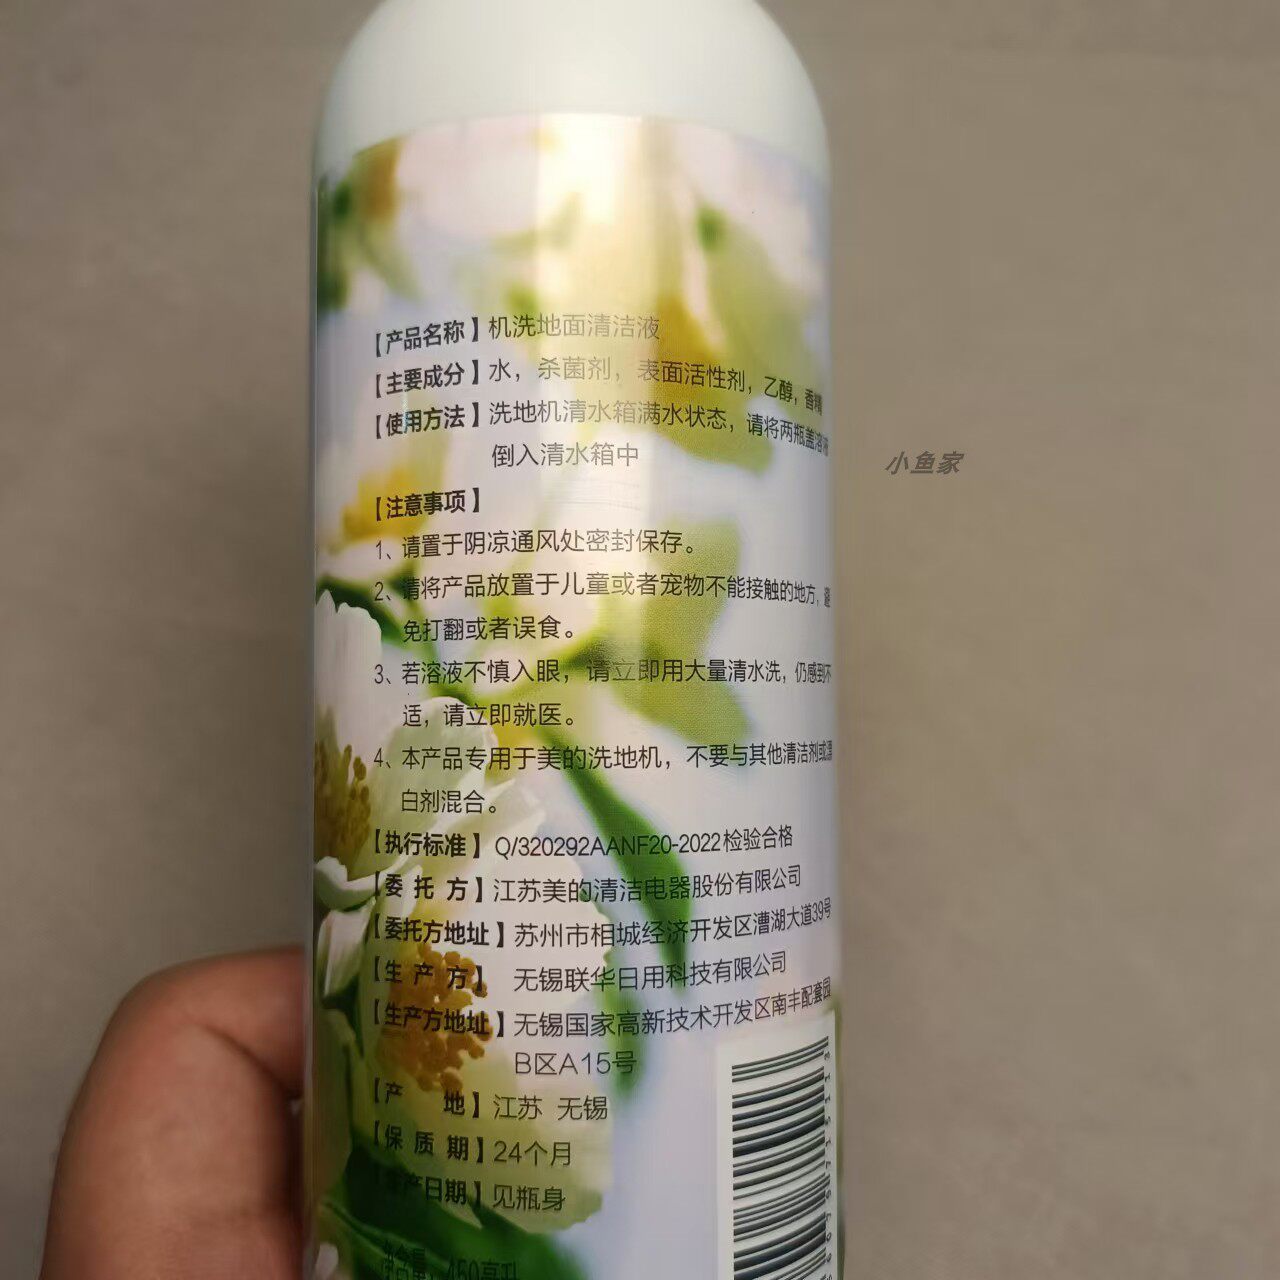 【产品名称】机洗地面清洁液
【主要成分】水，杀菌剂，表面活性剂，乙醇，香精
【使用方法】洗地机清水箱满水状态，请将两瓶盖溶液
倒入清水箱中
【注意事项】
1、请置于阴凉通风处密封保存。
2、请将产品放置于儿童或者宠物不能接触的地方，避
免打翻或者误食。
3、若溶液不慎入眼，请立即用大量清水洗，仍感到不
适，请立即就医。
4、本产品专用于美的洗地机，不要与其他清洁剂或漂
白剂混合。
【执行标准】Q/320292AANF20-2022检验合格
【委托方】江苏美的清洁电器股份有限公司
【委托方地址】苏州市相城经济开发区漕湖大道39号
【生产方】无锡联华日用科技有限公司
【生产方地址】无锡国家高新技术开发区南丰配套园
B区A15号
【产地】江苏 无锡
【保质期】24个月
【生产日期】见瓶身
450毫升
小鱼家